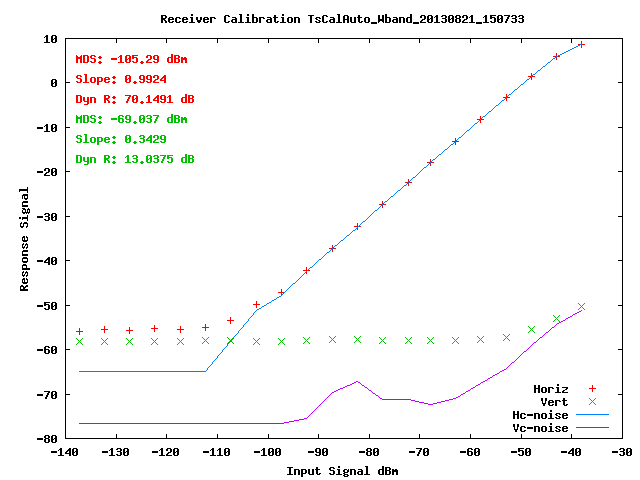 Receiver Calibration TsCalAuto_Wband_20130821_150733
10
0
-10
-20
-30
-40
-50
-60
-70
-80
Response Signal
MDS: -105.29 dBm
Slope: 0.9924
Dyn R: 70.1491 dB
MDS: -69.037 dBm
Slope: 0.3429
Dyn R: 13.0375 dB
Horiz
Vert
Hc-noise
Vc-noise
-140 -130 -120 -110 -100 -90 -80 -70 -60 -50 -40 -30
Input Signal dBm